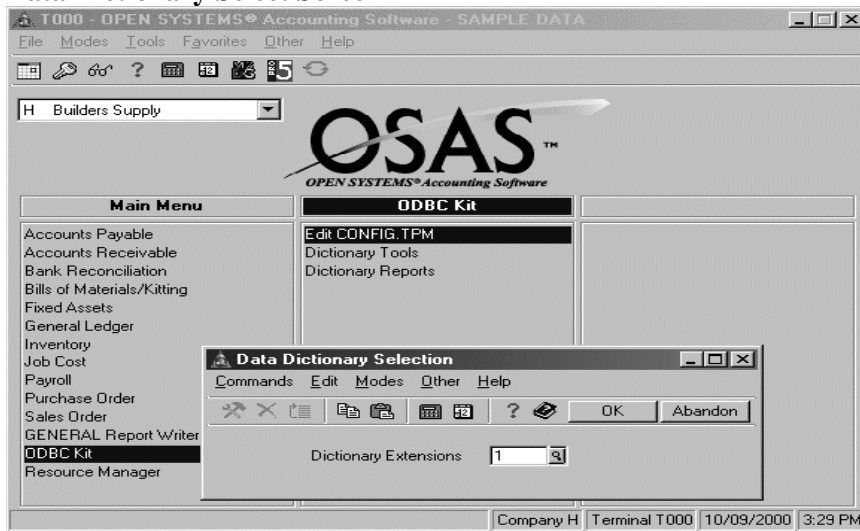 T000 - OPEN SYSTEMS® Accounting Software - SAMPLE DATA
File Modes Tools Favorites Other Help
H Builders Supply
OSAS™
OPEN SYSTEMS® Accounting Software
Main Menu
ODBC Kit
Accounts Payable
Accounts Receivable
Bank Reconciliation
Bills of Materials/Kitting
Fixed Assets
General Ledger
Inventory
Job Cost
Payroll
Purchase Order
Sales Order
GENERAL Report Writer
ODBC Kit
Resource Manager
Edit CONFIG.TPM
Dictionary Tools
Dictionary Reports
Data Dictionary Selection
Commands Edit Modes Other Help
OK Abandon
Dictionary Extensions 1
Company H Terminal T000 10/09/2000 3:29 PM